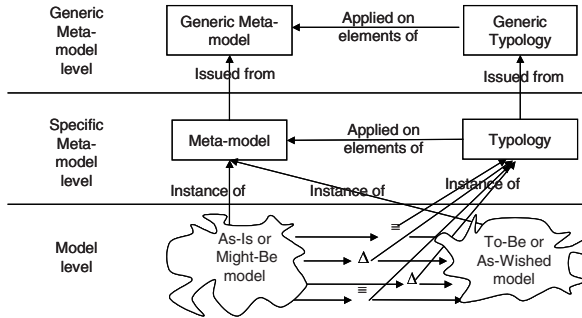 Generic
Meta-
model
level
Generic Meta-
model
Applied on
elements of
Generic
Typology
Issued from
Issued from
Specific
Meta-
model
level
Meta-model
Applied on
elements of
Typology
Instance of
Instance of
Instance of
Model
level
As-Is or
Might-Be
model
≡
Δ
Δ
≡
To-Be or
As-Wished
model